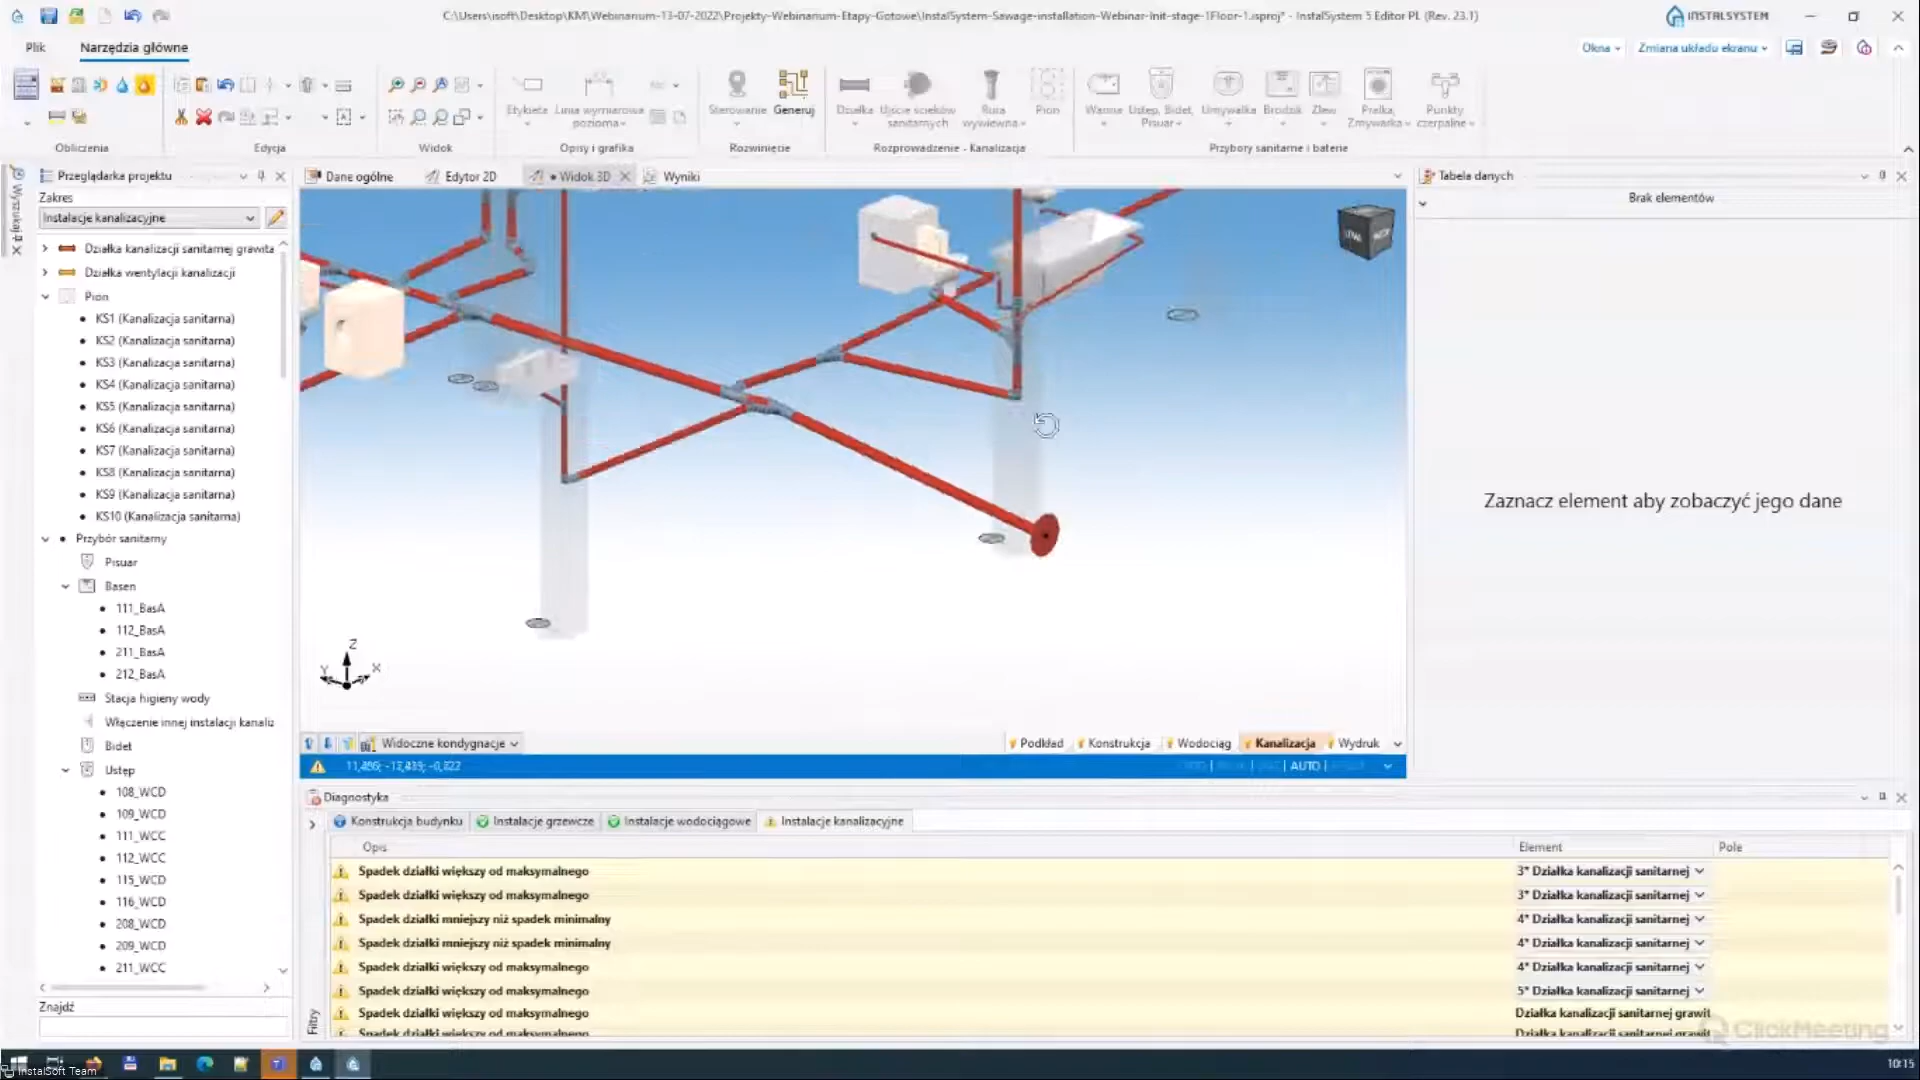 C:\Users\isoft\Desktop\KM\Webinarium-13-07-2022\Projekty-Webinarium-Etapy-Gotowe\InstalSystem-Sawage-installation-Webinar-Init-stage-1Floor-1.isproj* - InstalSystem 5 Editor PL (Rev. 23.1)
INSTALSYSTEM
Plik
Narzędzia główne
Okna
Zmiana układu ekranu
Etykieta
Linia wymiarowa pozioma
Sterowanie
Generuj
Działka
Ujście ścieków sanitarnych
Rura wywiewna
Pion
Wanna
Ustęp, Bidet, Pisuar
Umywalka
Brodzik
Zlew
Pralka, Zmywarka
Punkty czerpalne
Obliczenia
Edycja
Widok
Opisy i grafika
Rozwinięcie
Rozprowadzenie - Kanalizacja
Przybory sanitarne i baterie
Wyszukaj
Przeglądarka projektu
Zakres
Instalacje kanalizacyjne
Działka kanalizacji sanitarnej grawita
Działka wentylacji kanalizacji
Pion
KS1 (Kanalizacja sanitarna)
KS2 (Kanalizacja sanitarna)
KS3 (Kanalizacja sanitarna)
KS4 (Kanalizacja sanitarna)
KS5 (Kanalizacja sanitarna)
KS6 (Kanalizacja sanitarna)
KS7 (Kanalizacja sanitarna)
KS8 (Kanalizacja sanitarna)
KS9 (Kanalizacja sanitarna)
KS10 (Kanalizacja sanitarna)
Przybór sanitarny
Pisuar
Basen
111_BasA
112_BasA
211_BasA
212_BasA
Stacja higieny wody
Włączenie innej instalacji kanaliz
Bidet
Ustęp
108_WCD
109_WCD
111_WCC
112_WCC
115_WCD
116_WCD
208_WCD
209_WCD
211_WCC
Znajdź
Dane ogólne
Edytor 2D
• Widok 3D
Wyniki
Z
Y
X
Widoczne kondygnacje
Podkład
Konstrukcja
Wodociąg
Kanalizacja
Wydruk
AUTO
Tabela danych
Brak elementów
Zaznacz element aby zobaczyć jego dane
Diagnostyka
Konstrukcja budynku
Instalacje grzewcze
Instalacje wodociągowe
Instalacje kanalizacyjne
Opis
Element
Pole
Spadek działki większy od maksymalnego
3* Działka kanalizacji sanitarnej
Spadek działki większy od maksymalnego
3* Działka kanalizacji sanitarnej
Spadek działki mniejszy niż spadek minimalny
4* Działka kanalizacji sanitarnej
Spadek działki mniejszy niż spadek minimalny
4* Działka kanalizacji sanitarnej
Spadek działki większy od maksymalnego
4* Działka kanalizacji sanitarnej
Spadek działki większy od maksymalnego
5* Działka kanalizacji sanitarnej
Spadek działki większy od maksymalnego
Działka kanalizacji sanitarnej grawit
Spadek działki większy od maksymalnego
Działka kanalizacji sanitarnej grawit
Filtry
ClickMeeting
InstalSoft Team
10:15